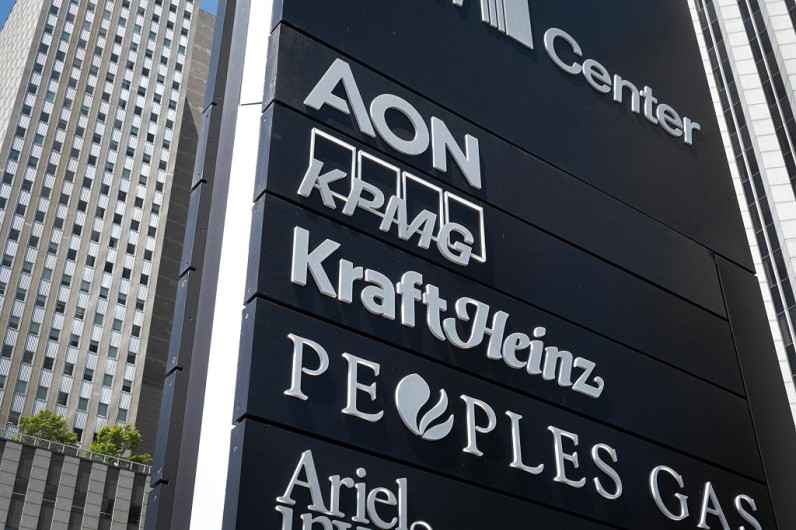 Center
AON
KPMG
KraftHeinz
PEOPLES GAS
Ariel